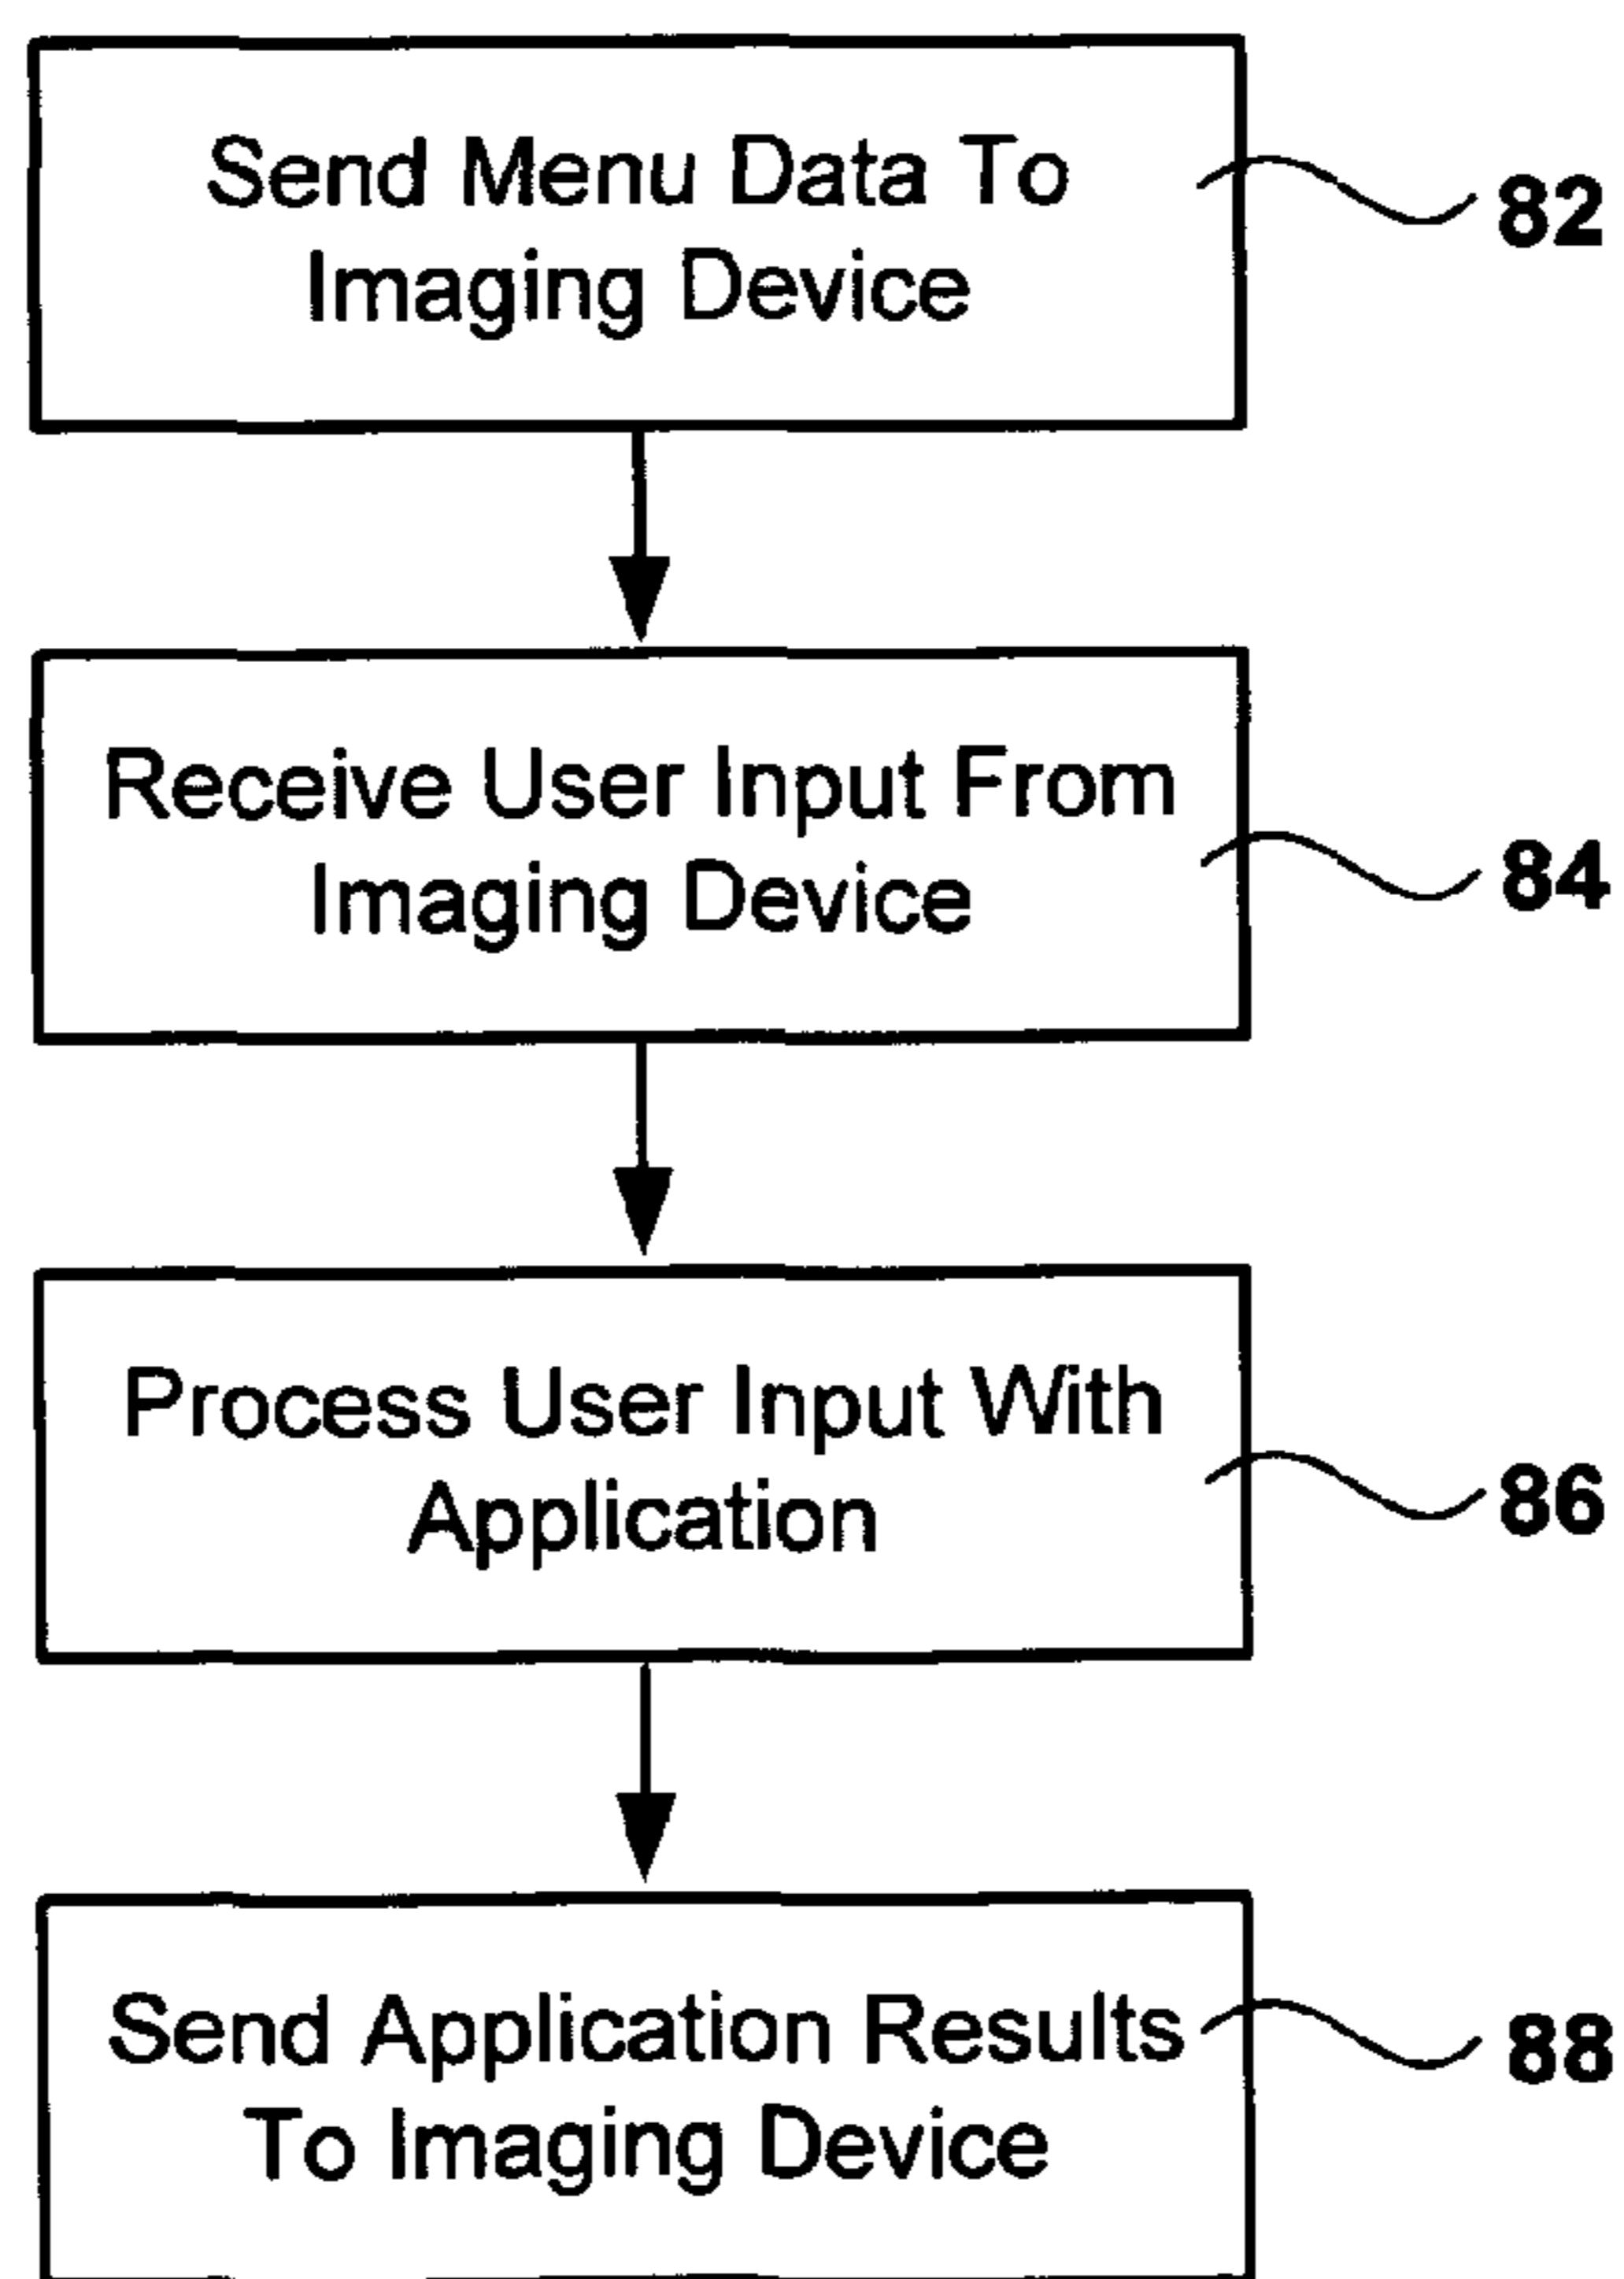 Send Menu Data To
Imaging Device
82
Receive User Input From
Imaging Device
84
Process User Input With
Application
86
Send Application Results
To Imaging Device
88